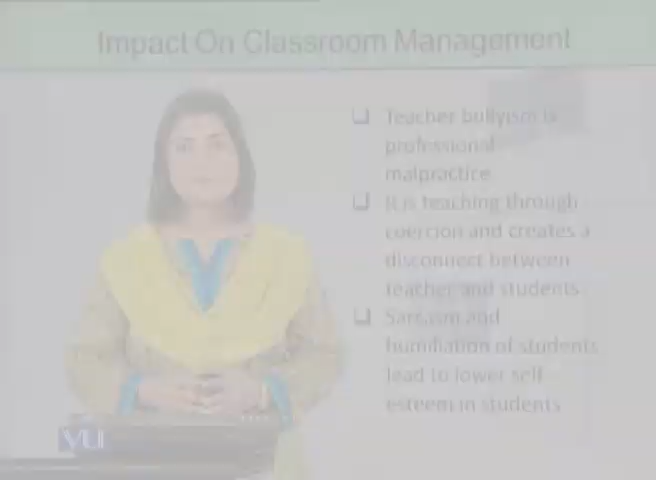 Impact On Classroom Management
❑ Teacher bullyism is
professional
malpractice
❑ It is teaching through
coercion and creates a
disconnect between
teacher and students
❑ Sarcasm and
humiliation of students
lead to lower self
esteem in students
VU